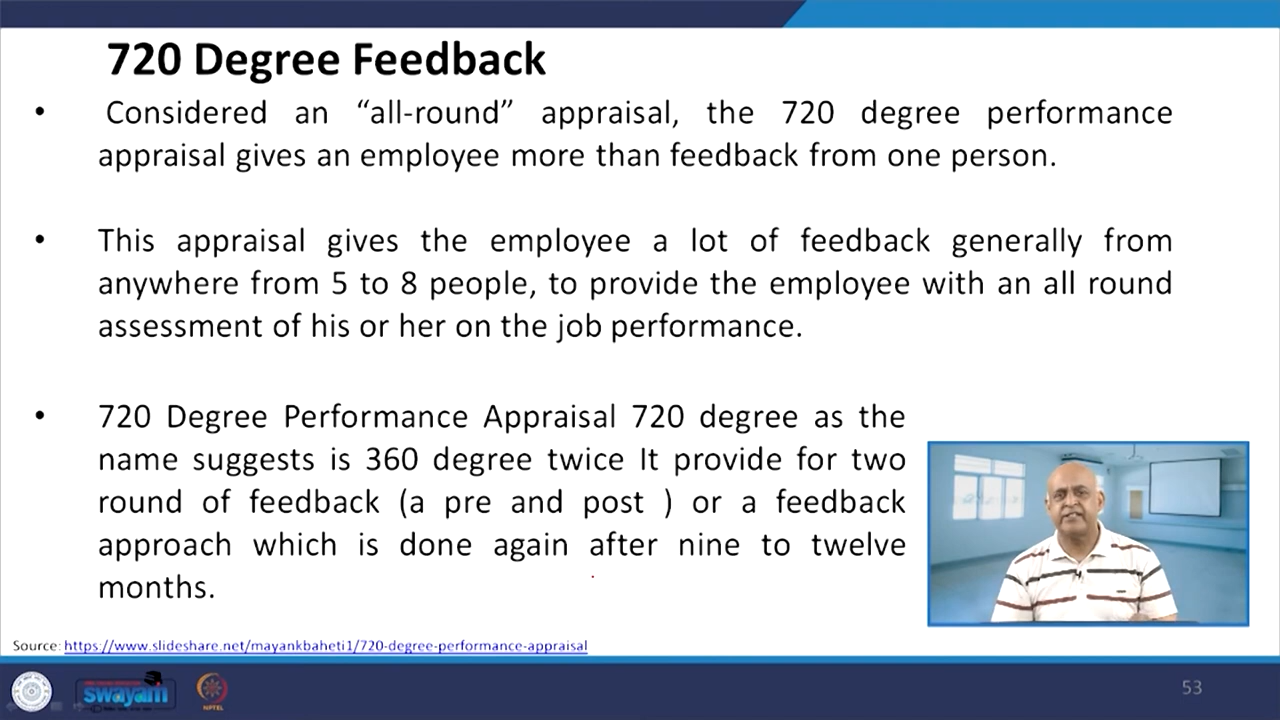 720 Degree Feedback
• Considered an “all-round” appraisal, the 720 degree performance
appraisal gives an employee more than feedback from one person.
• This appraisal gives the employee a lot of feedback generally from
anywhere from 5 to 8 people, to provide the employee with an all round
assessment of his or her on the job performance.
• 720 Degree Performance Appraisal 720 degree as the
name suggests is 360 degree twice It provide for two
round of feedback (a pre and post ) or a feedback
approach which is done again after nine to twelve
months.
Source: https://www.slideshare.net/mayankbaheti1/720-degree-performance-appraisal
swayam
NPTEL
53